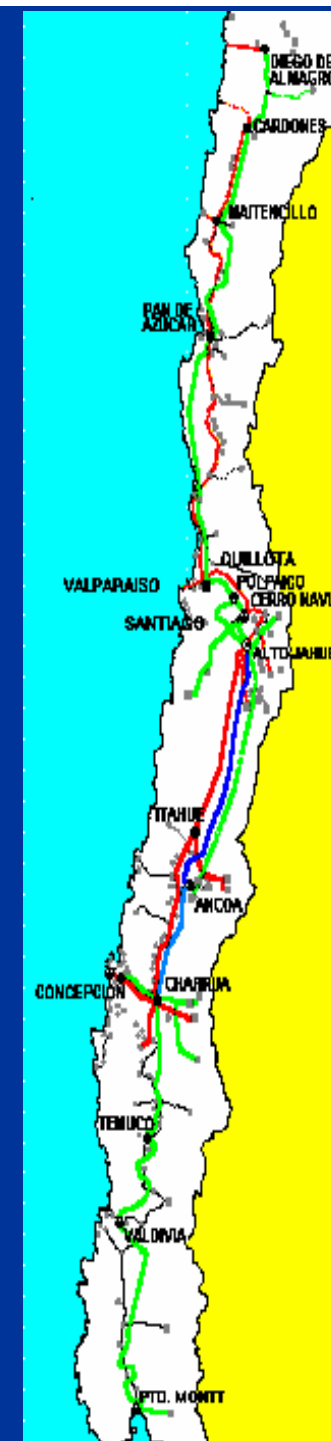 DIEGO DE
ALMAGRO
CARDONES
MAITENCILLO
PAN DE
AZUCAR
QUILLOTA
VALPARAISO
POLPAICO
CERRO NAVI
SANTIAGO
ALTO JAHUE
ITAHUE
ANCOA
CONCEPCION
CHARRUA
TEMUCO
VALDIVIA
PTO. MONTT